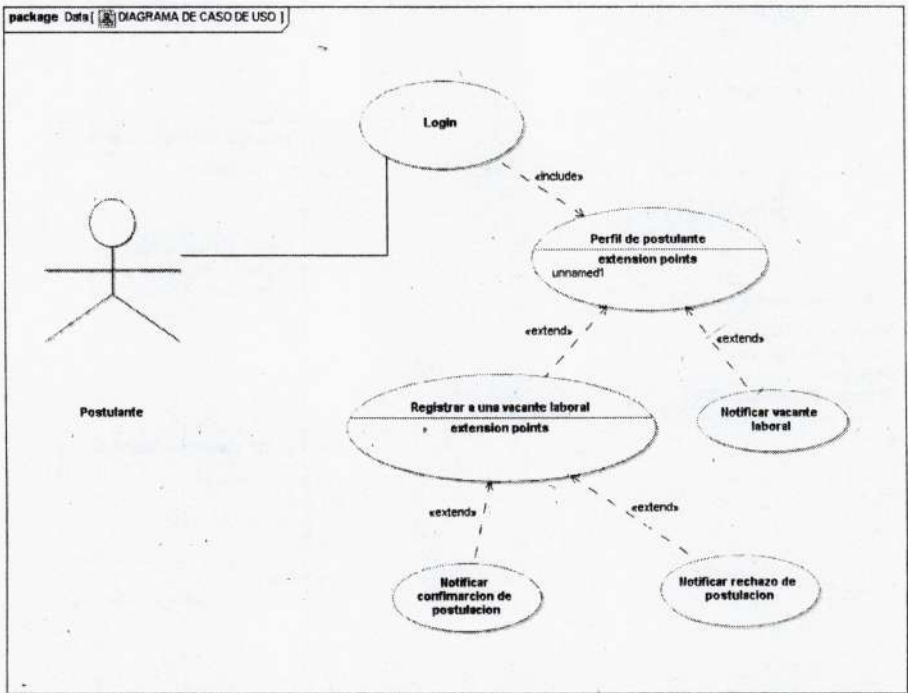 package Data [ DIAGRAMA DE CASO DE USO ]
Login
«include»
Perfil de postulante
extension points
unnamed1
«extend»
«extend»
Postulante
Registrar a una vacante laboral
extension points
Notificar vacante
laboral
«extend»
«extend»
Notificar
confimarcion de
postulacion
Notificar rechazo de
postulacion